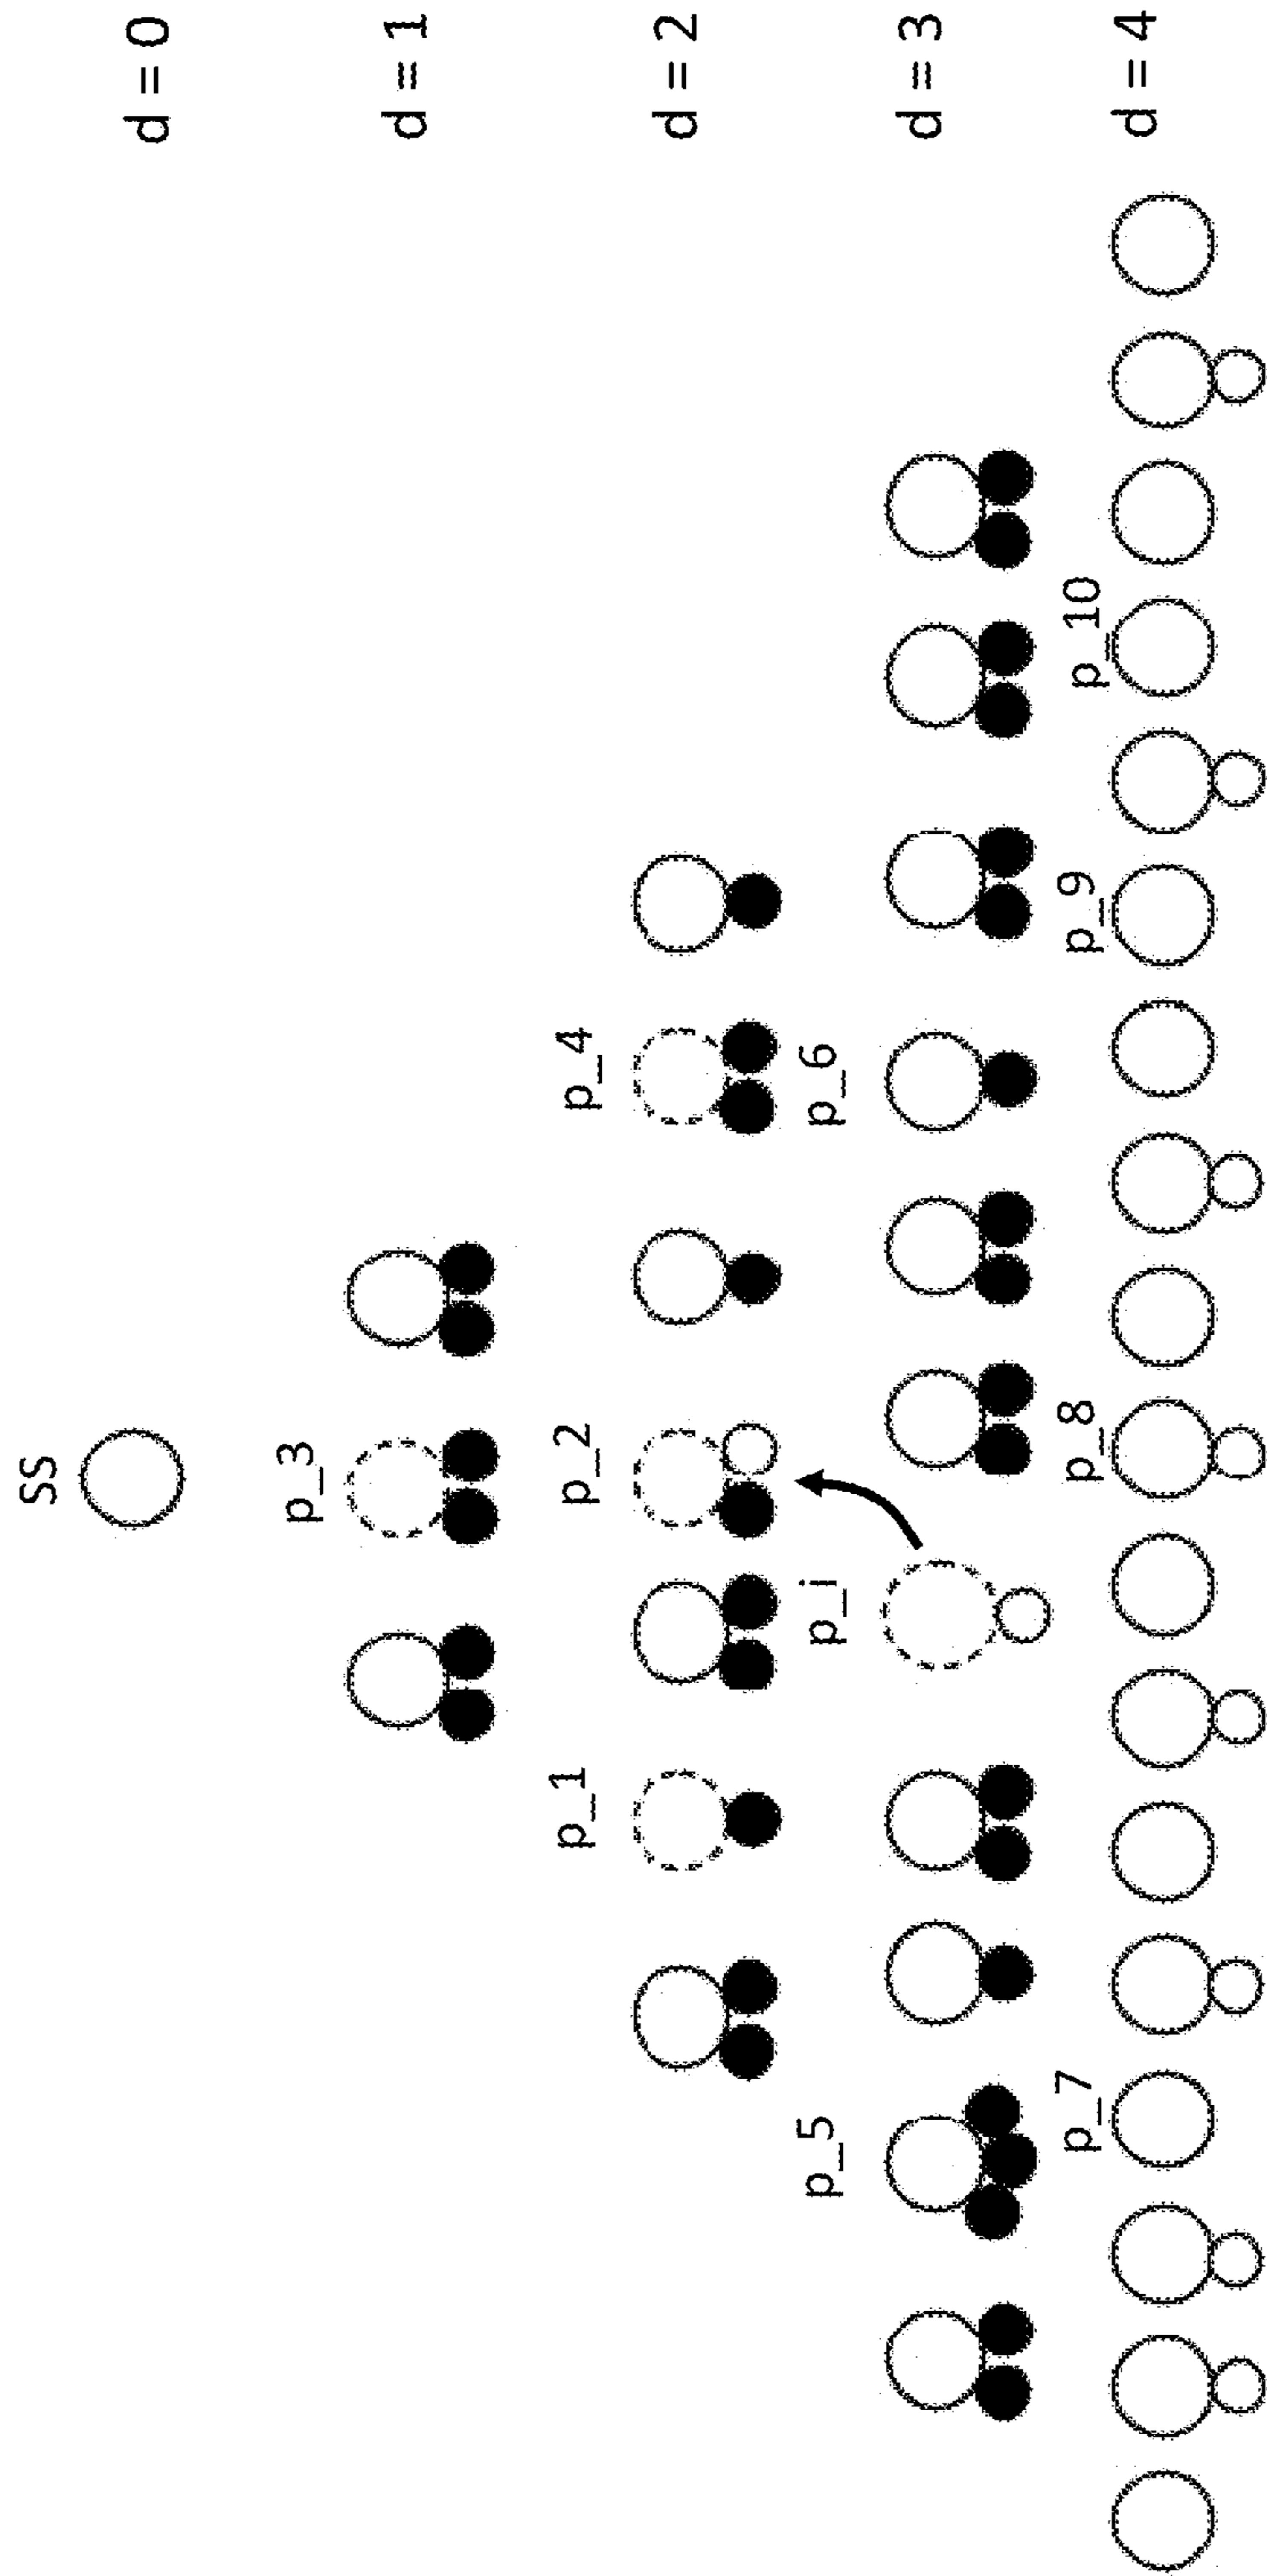 SS
d = 0
p_3
d = 1
p_1
p_2
p_4
d = 2
p_5
p_i
p_6
d = 3
p_7
p_8
p_9
p_10
d = 4